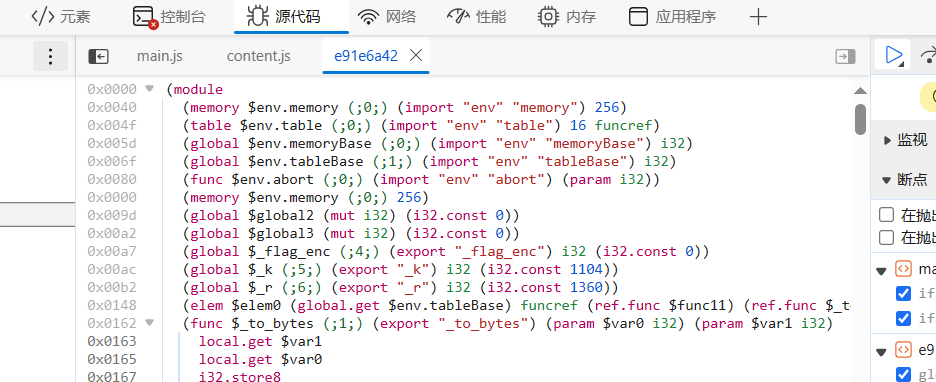 元素 控制台 源代码 网络 性能 内存 应用程序
main.js content.js e91e6a42
0x0000 (module
0x0040 (memory $env.memory (;0;) (import "env" "memory") 256)
0x004f (table $env.table (;0;) (import "env" "table") 16 funcref)
0x005d (global $env.memoryBase (;0;) (import "env" "memoryBase") i32)
0x006f (global $env.tableBase (;1;) (import "env" "tableBase") i32)
0x0080 (func $env.abort (;0;) (import "env" "abort") (param i32))
0x0000 (memory $env.memory (;0;) 256)
0x009d (global $global2 (mut i32) (i32.const 0))
0x00a2 (global $global3 (mut i32) (i32.const 0))
0x00a7 (global $_flag_enc (;4;) (export "_flag_enc") i32 (i32.const 0))
0x00ac (global $_k (;5;) (export "_k") i32 (i32.const 1104))
0x00b2 (global $_r (;6;) (export "_r") i32 (i32.const 1360))
0x0148 (elem $elem0 (global.get $env.tableBase) funcref (ref.func $func11) (ref.func $_to
0x0162 (func $_to_bytes (;1;) (export "_to_bytes") (param $var0 i32) (param $var1 i32)
0x0163 local.get $var1
0x0165 local.get $var0
0x0167 i32.store8
监视
断点
在抛出
在抛出
ma
if
if
e9
glo